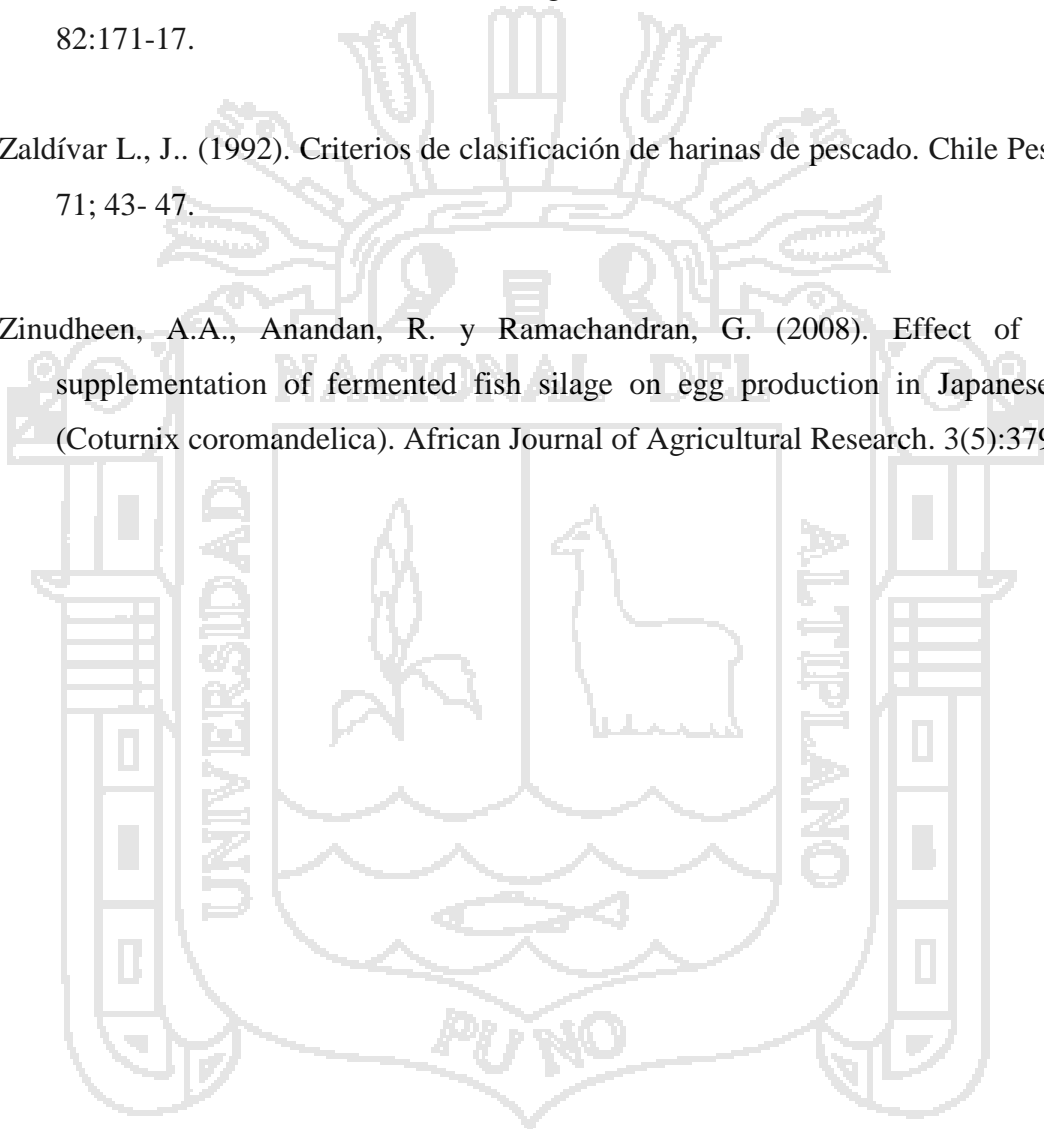 82:171-17.
Zaldívar L., J.. (1992). Criterios de clasificación de harinas de pescado. Chile
71; 43- 47.
Zinudheen, A.A., Anandan, R. y Ramachandran, G. (2008). Effect of
supplementation of fermented fish silage on egg production in Japanese
(Coturnix coromandelica). African Journal of Agricultural Research. 3(5):379
NACIONAL DEL
UNIVERSIDAD
ALTIPLANO
PUNO